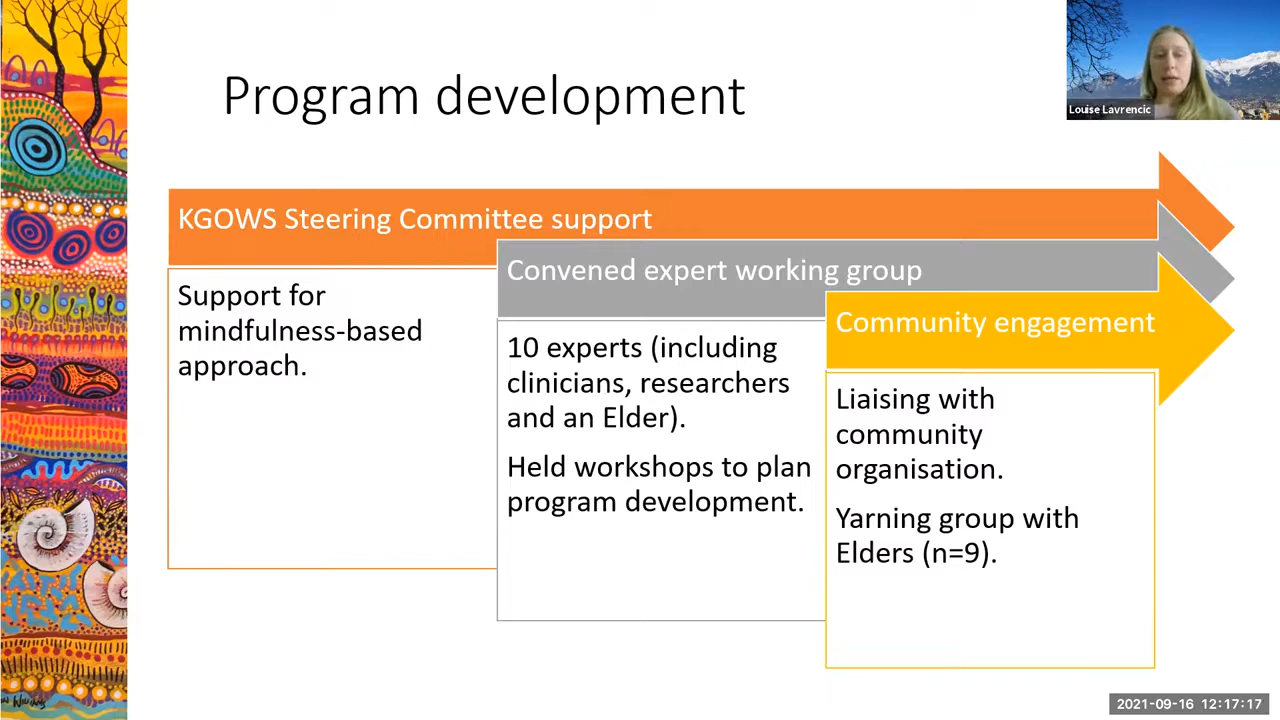 Program development
Louise Lavrencic
KGOWS Steering Committee support
Support for
mindfulness-based
approach.
Convened expert working group
10 experts (including
clinicians, researchers
and an Elder).
Held workshops to plan
program development.
Community engagement
Liaising with
community
organisation.
Yarning group with
Elders (n=9).
2021-09-16 12:17:17